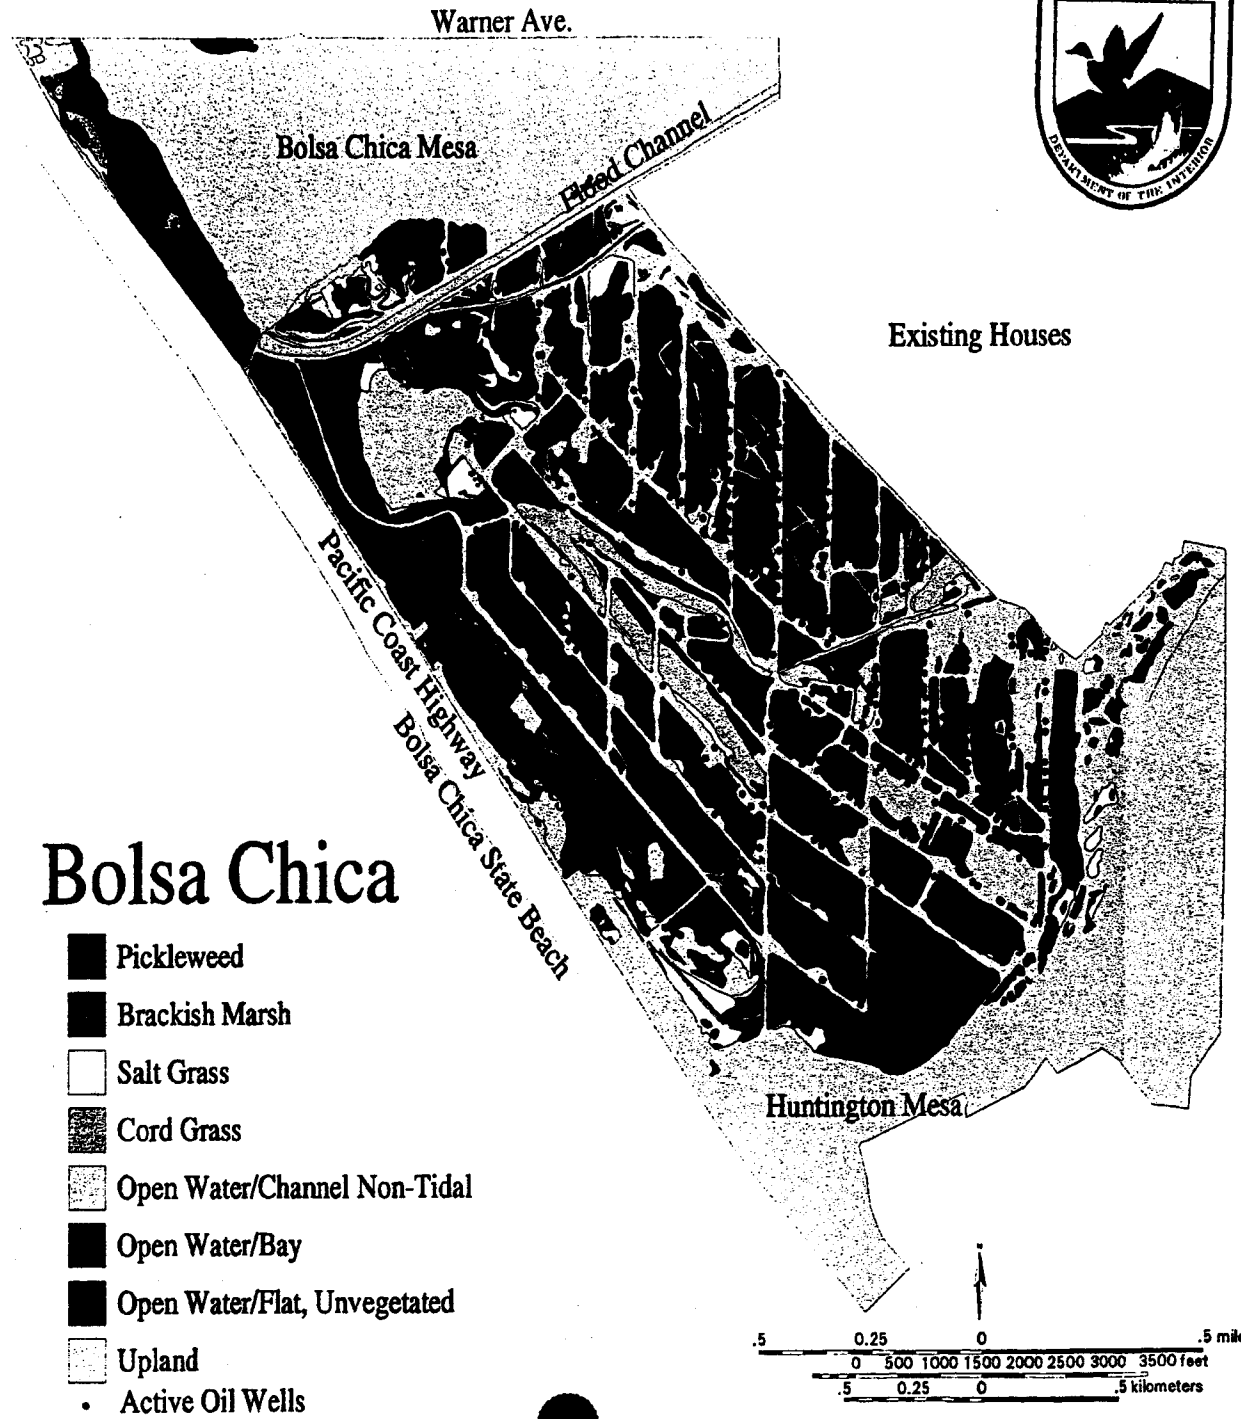 Warner Ave.
Bolsa Chica Mesa
Flood Channel
DEPARTMENT OF THE INTERIOR
Existing Houses
Pacific Coast Highway
Bolsa Chica State Beach
Bolsa Chica
Pickleweed
Brackish Marsh
Salt Grass
Cord Grass
Open Water/Channel Non-Tidal
Open Water/Bay
Open Water/Flat, Unvegetated
Upland
Active Oil Wells
Huntington Mesa
.5 0.25 0 .5 mile
0 500 1000 1500 2000 2500 3000 3500 feet
.5 0.25 0 .5 kilometers